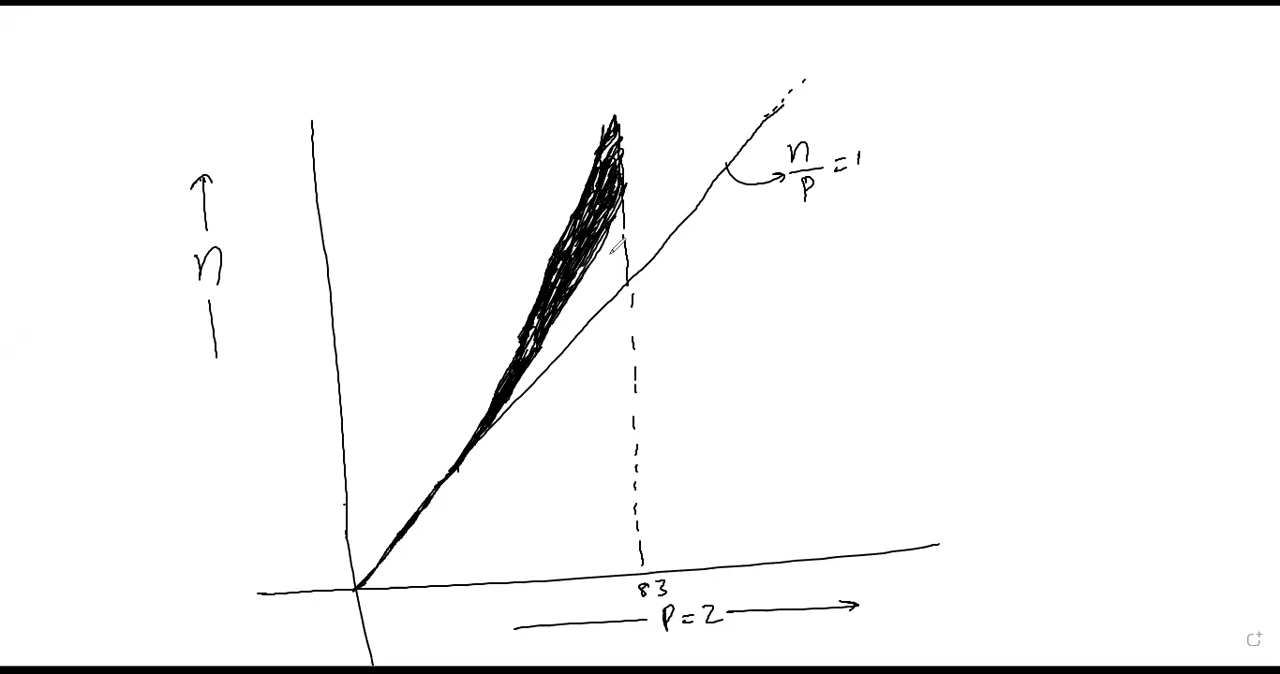 n
n/p = 1
83
P = Z